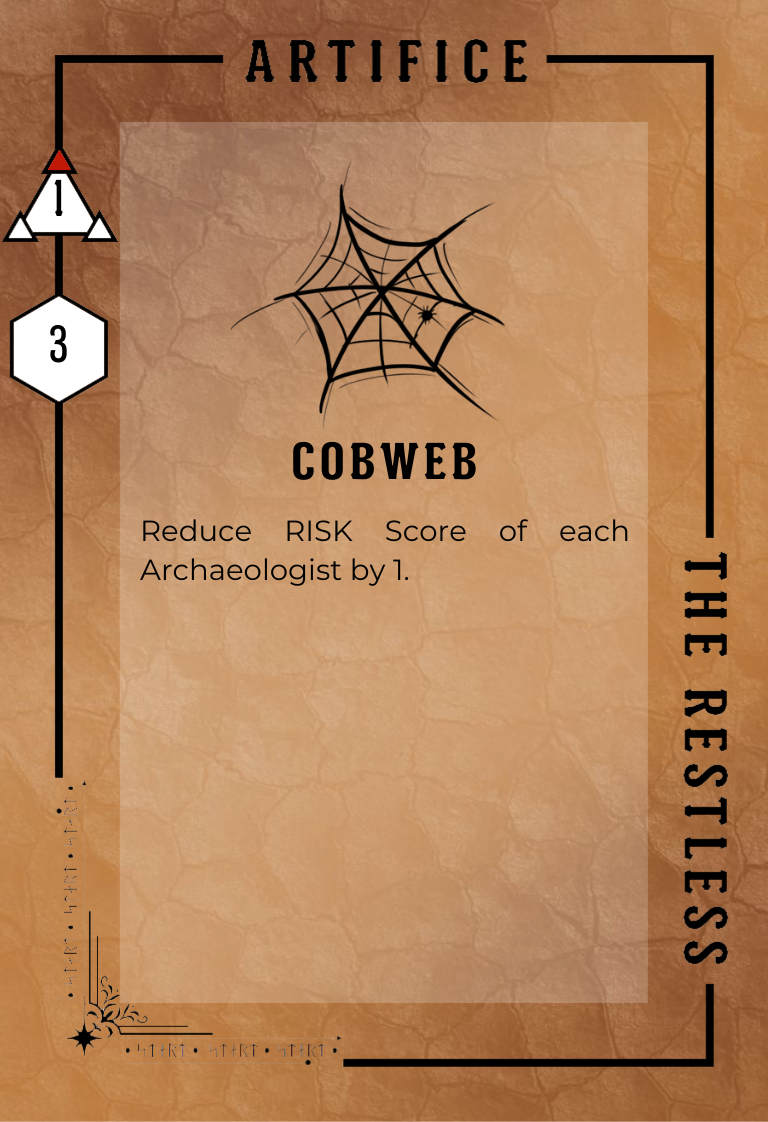 ARTIFICE
1
3
COBWEB
Reduce RISK Score of each
Archaeologist by 1.
THE RESTLESS